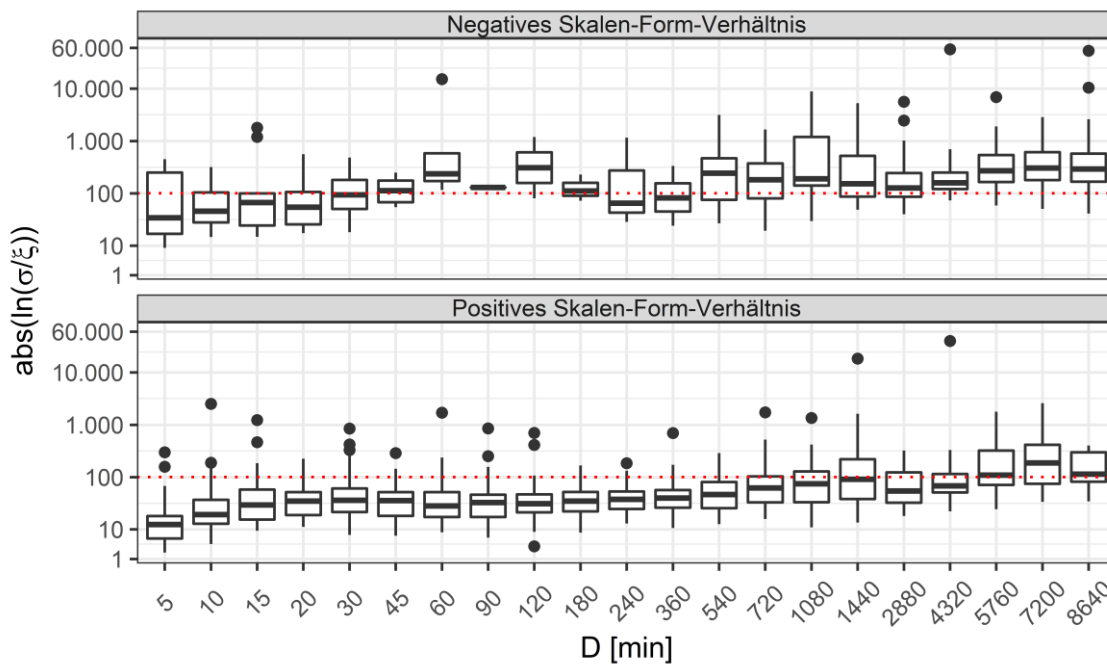 Negatives Skalen-Form-Verhältnis
60.000
10.000
1.000
100
10
1
Positives Skalen-Form-Verhältnis
60.000
10.000
1.000
100
10
1
abs(ln(σ/ξ))
5 10 15 20 30 45 60 90 120 180 240 360 540 720 1080 1440 2880 4320 5760 7200 8640
D [min]